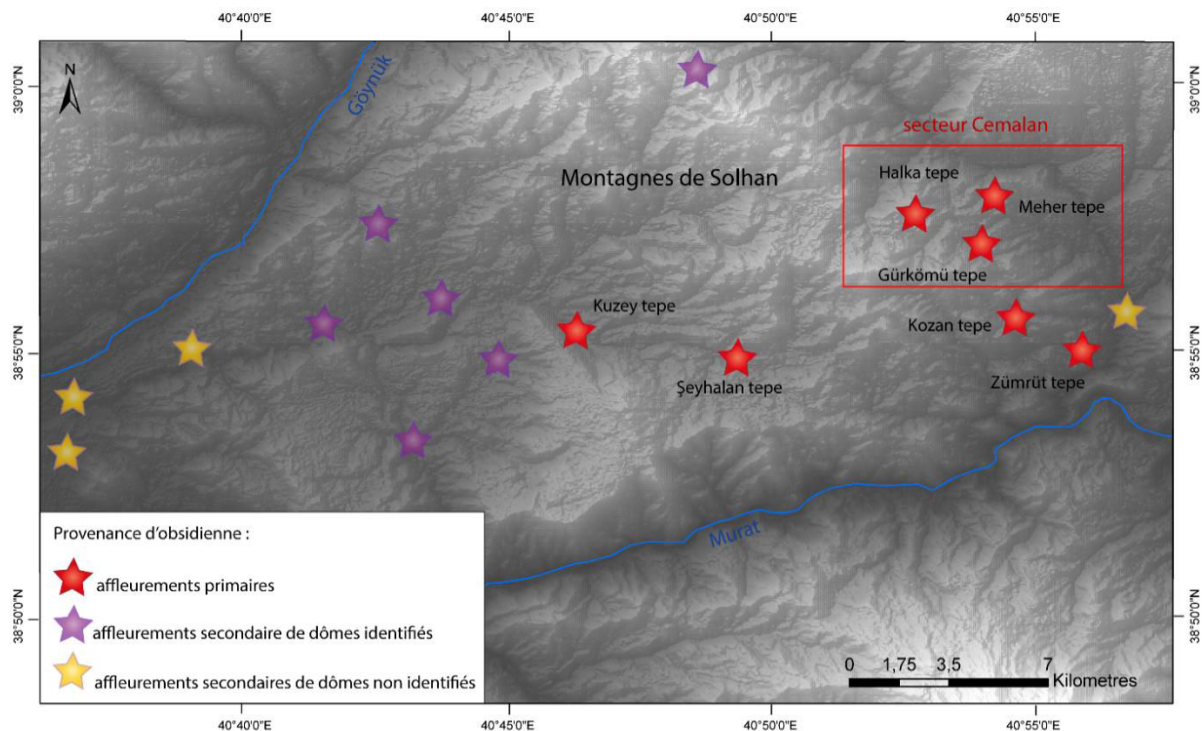 40°40'0"E 40°45'0"E 40°50'0"E 40°55'0"E
39°0'0"N 39°0'0"N
N
Göynük
secteur Cemalan
Halka tepe
Montagnes de Solhan
Meher tepe
Gürkömü tepe
Kuzey tepe
Kozan tepe
38°55'0"N 38°55'0"N
Şeyhalan tepe
Zümrüt tepe
Murat
Provenance d'obsidienne :
affleurements primaires
affleurements secondaire de dômes identifiés
affleurements secondaires de dômes non identifiés
38°50'0"N 38°50'0"N
0 1,75 3,5 7
Kilometres
40°40'0"E 40°45'0"E 40°50'0"E 40°55'0"E